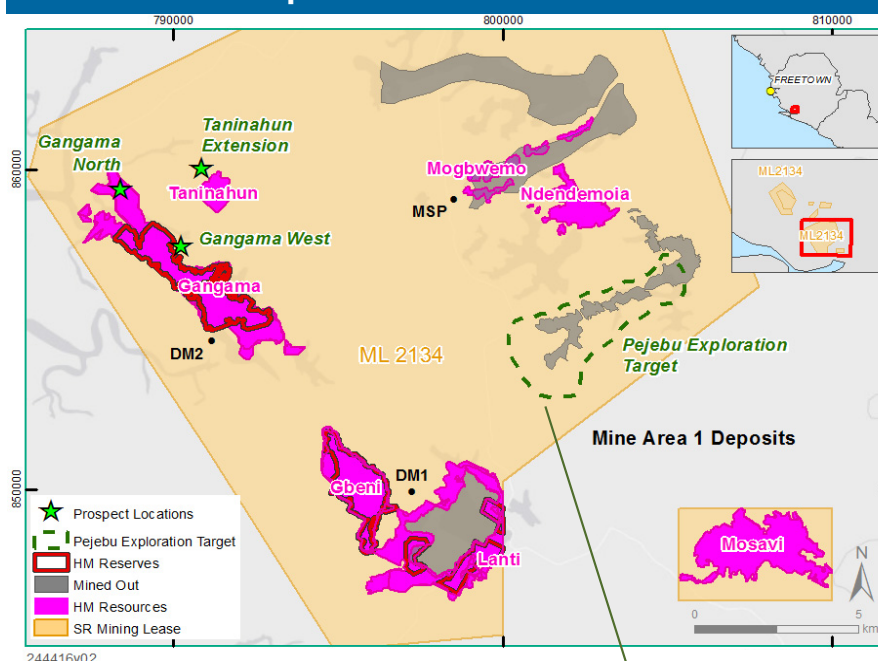 790000
800000
810000
860000
850000
FREETOWN
ML2134
ML2134
Taninahun
Extension
Gangama
North
Taninahun
Mogbwemo
MSP
Ndendemoia
Gangama West
Gangama
DM2
ML 2134
Pejebu Exploration
Target
Mine Area 1 Deposits
DM1
Gbeni
Lanti
Mosavi
N
0
5
km
Prospect Locations
Pejebu Exploration Target
HM Reserves
Mined Out
HM Resources
SR Mining Lease
244416v02